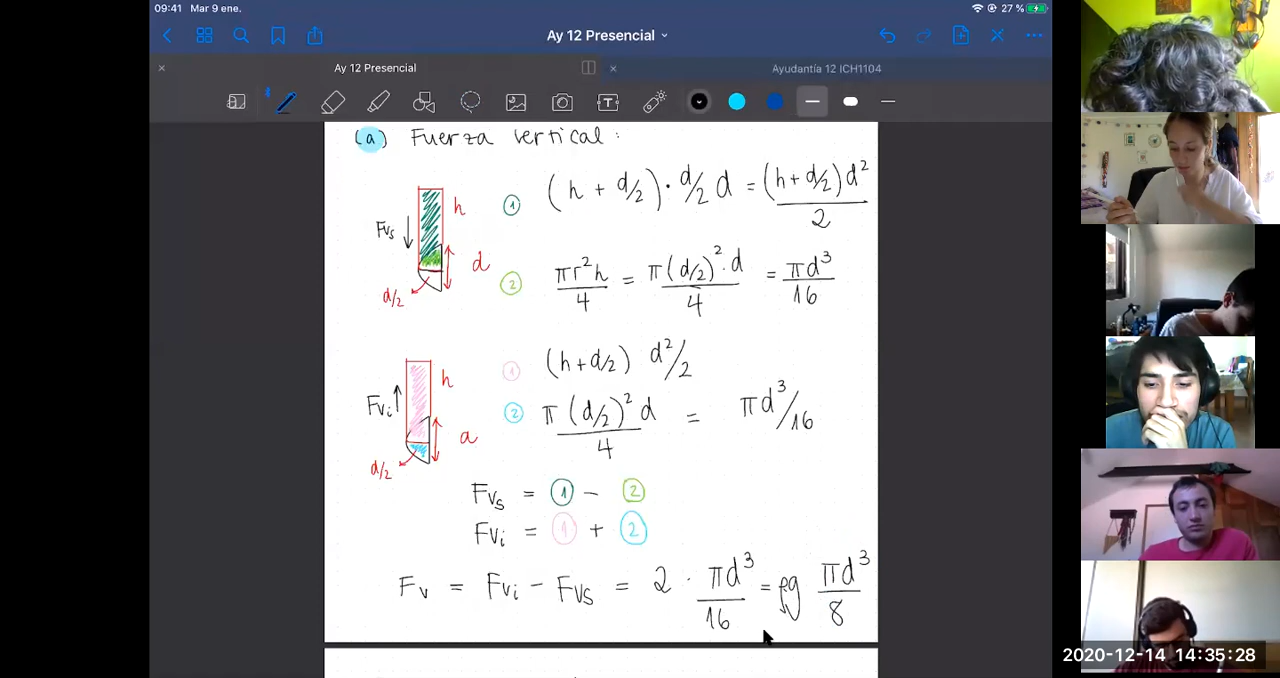 09:41 Mar 9 ene.
27 %
Ay 12 Presencial
Ay 12 Presencial
Ayudantía 12 ICH1104
(a) Fuerza vertical :
Fvs
h
d
d/2
① (h + d/2) · d/2 d = (h+d/2) d² / 2
② πr²h / 4 = π(d/2)² · d / 4 = πd³ / 16
Fvi
h
a
d/2
① (h+d/2) d²/2
② π (d/2)² d / 4 = πd³/16
Fvs = ① - ②
Fvi = ① + ②
Fv = Fvi - Fvs = 2 · πd³ / 16 = ρg πd³ / 8
2020-12-14 14:35:28